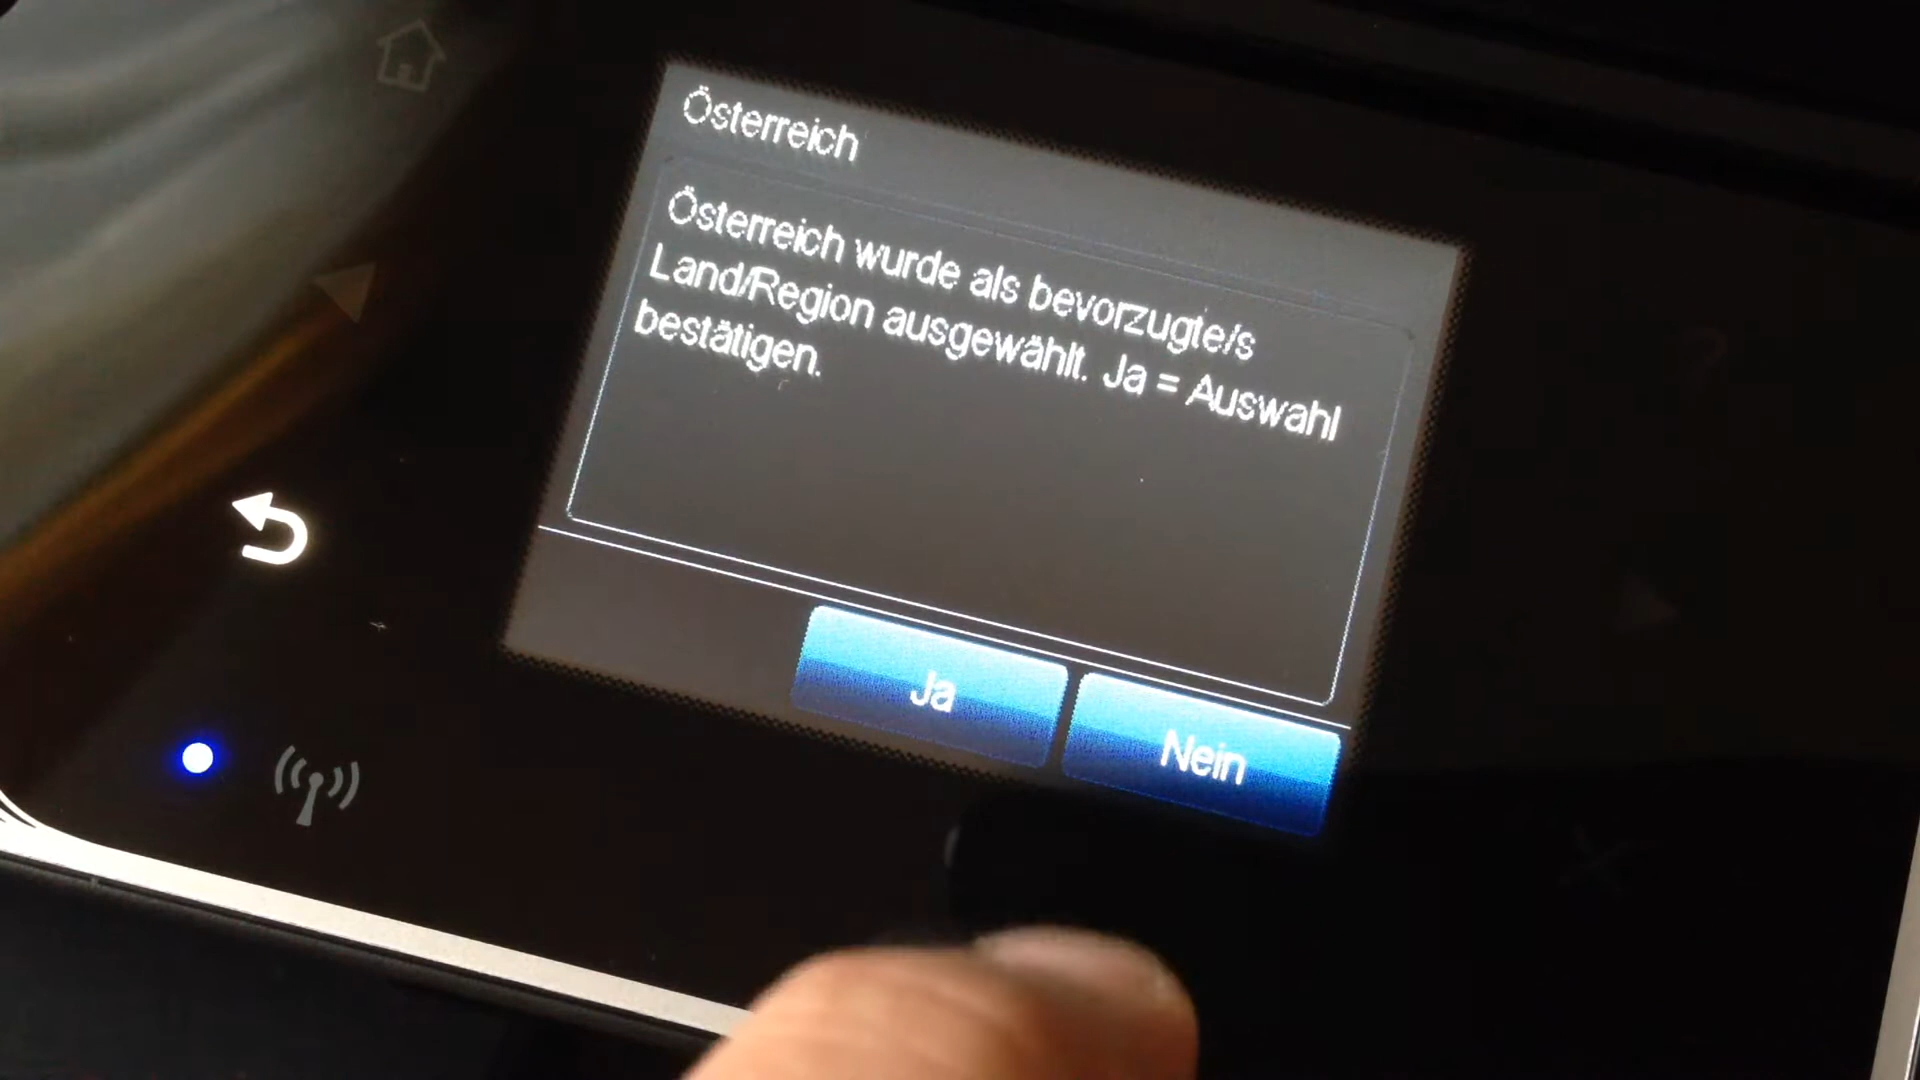 Österreich
Österreich wurde als bevorzugte/s
Land/Region ausgewählt. Ja = Auswahl
bestätigen.
Ja
Nein